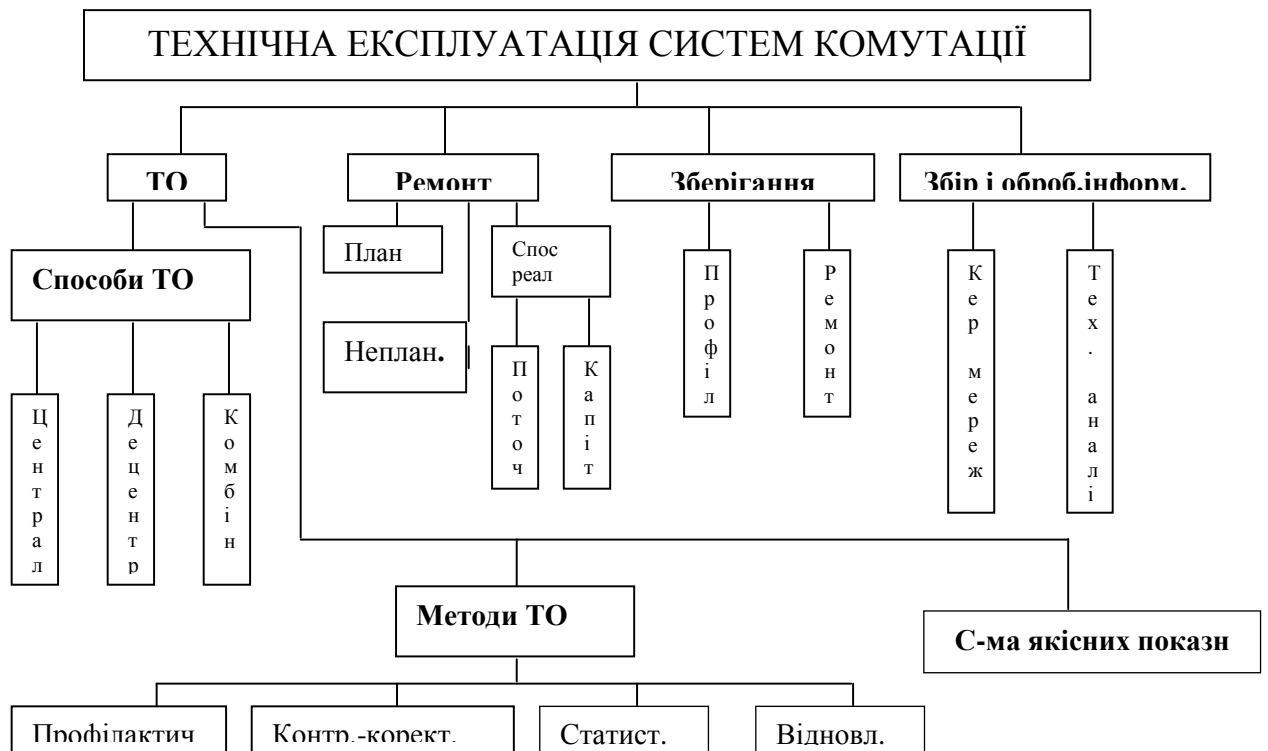 ТЕХНІЧНА ЕКСПЛУАТАЦІЯ СИСТЕМ КОМУТАЦІЇ
ТО
Ремонт
Зберігання
Збір і оброб.інформ.
Способи ТО
План
Спос
реал
Неплан.
Профіл
Ремонт
Кер мереж
Тех. аналі
Поточ
Капіт
Централ
Децентр
Комбін
Методи ТО
С-ма якісних показн
Профілактич
Контр.-корект.
Статист.
Відновл.